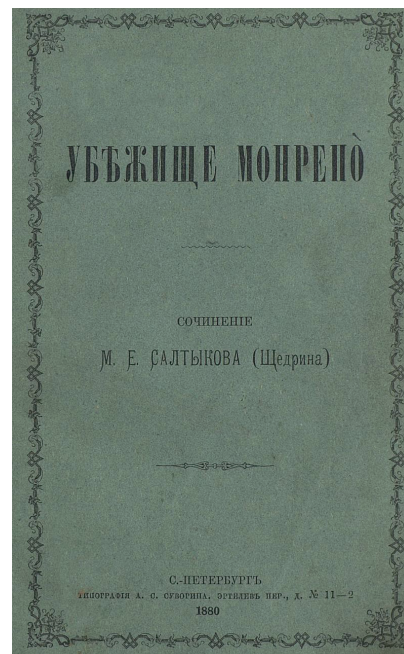 УБѢЖИЩЕ МОНРЕПО̀
СОЧИНЕНІЕ
М. Е. САЛТЫКОВА (Щедрина)
С.-ПЕТЕРБУРГЪ
ТИПОГРАФІЯ А. С. СУВОРИНА, ЭРТЕЛЕВЪ ПЕР., Д. № 11—2
1880